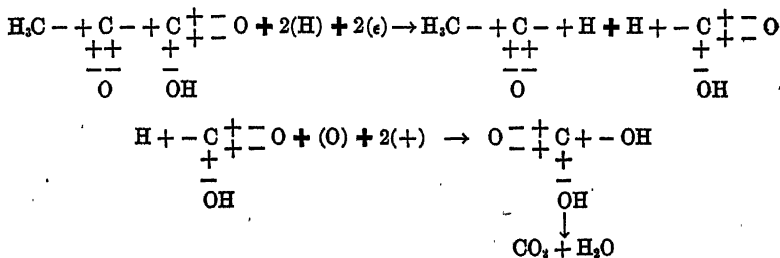 H₃C − + C − + C + + − − O + 2(H) + 2(ϵ) → H₃C − + C − + H + H + − C + + − − O
+ + + + + +
− − − − − −
O OH O OH
H + − C + + − − O + (O) + 2(+) → O − − + + C + − OH
+ +
− −
OH OH
↓
CO₂ + H₂O